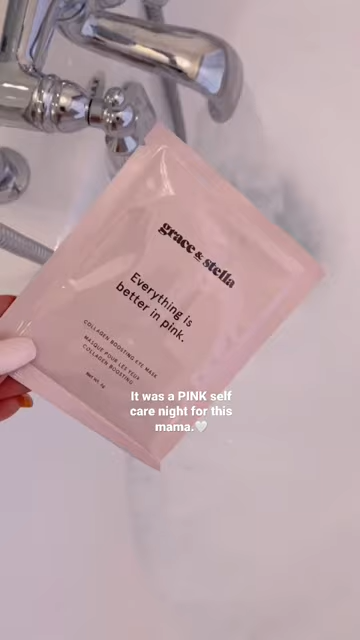 grace & stella
Everything is
better in pink.
COLLAGEN BOOSTING EYE MASK
MASQUE POUR LES YEUX
COLLAGEN BOOSTING
It was a PINK self
care night for this
mama.🤍